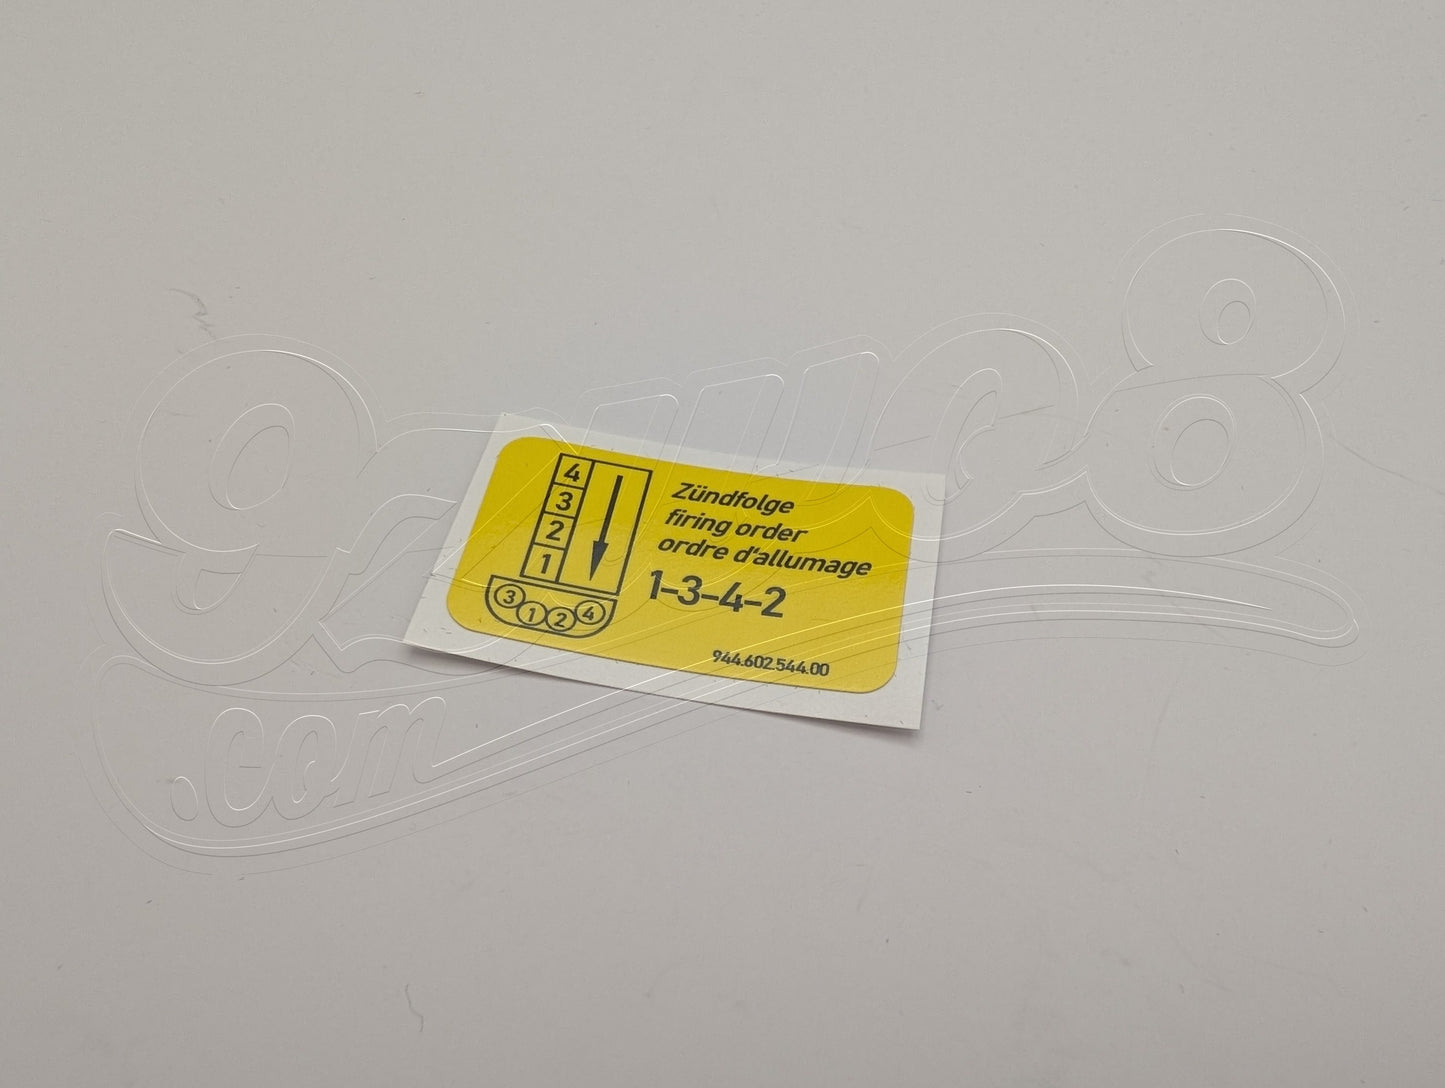 4
3
2
1
3 1 2 4
Zündfolge
firing order
ordre d'allumage
1-3-4-2
944.602.544.00
.com